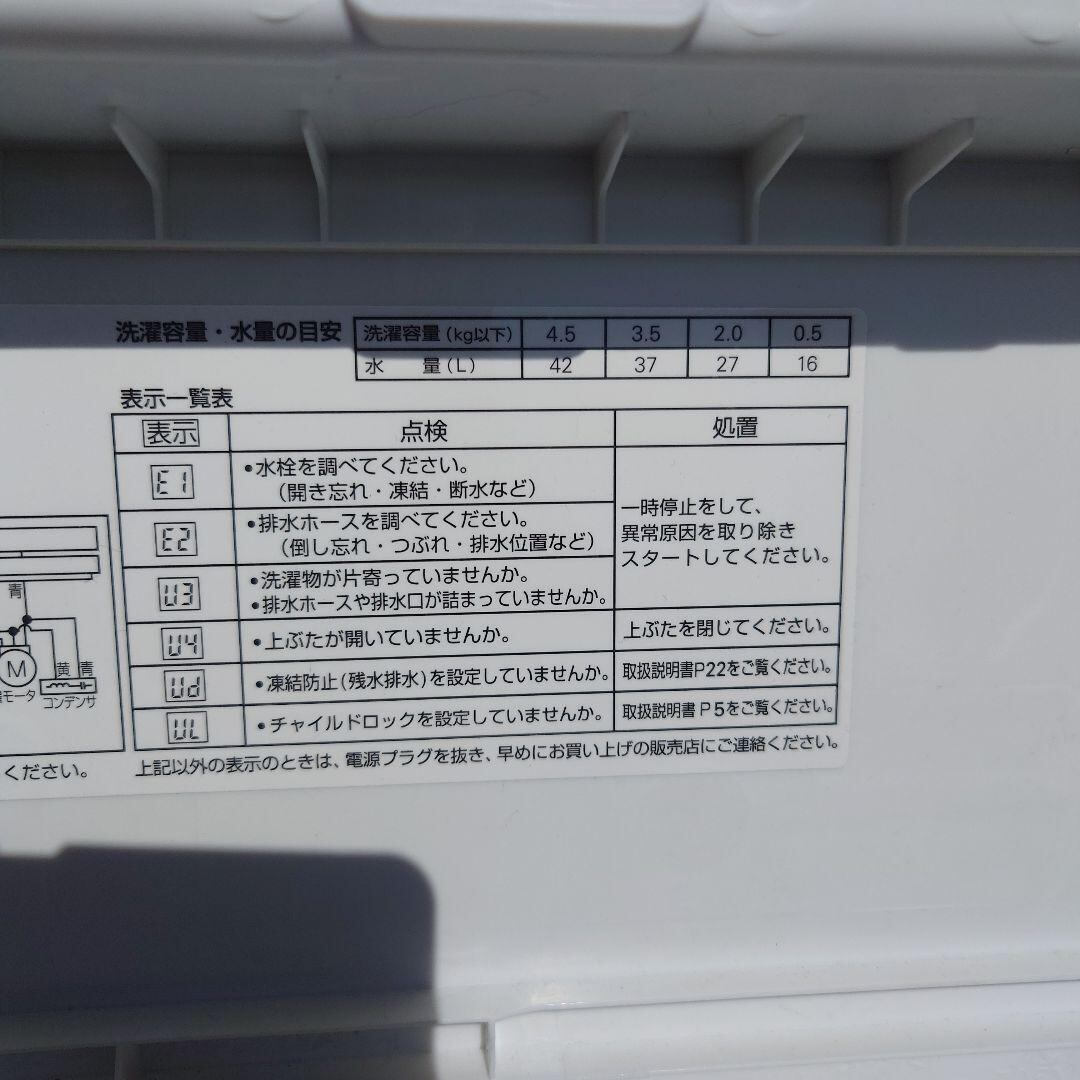 洗濯容量・水量の目安
洗濯容量(kg以下) 4.5 3.5 2.0 0.5
水 量(L) 42 37 27 16
表示一覧表
表示 点検 処置
E1 •水栓を調べてください。
(開き忘れ・凍結・断水など)
E2 •排水ホースを調べてください。
(倒し忘れ・つぶれ・排水位置など)
U3 •洗濯物が片寄っていませんか。
•排水ホースや排水口が詰まっていませんか。
一時停止をして、
異常原因を取り除き
スタートしてください。
U4 •上ぶたが開いていませんか。 上ぶたを閉じてください。
Ud •凍結防止(残水排水)を設定していませんか。 取扱説明書P22をご覧ください。
UL •チャイルドロックを設定していませんか。 取扱説明書P5をご覧ください。
上記以外の表示のときは、電源プラグを抜き、早めにお買い上げの販売店にご連絡ください。
青
M
黄 青
モータ コンデンサ
ください。